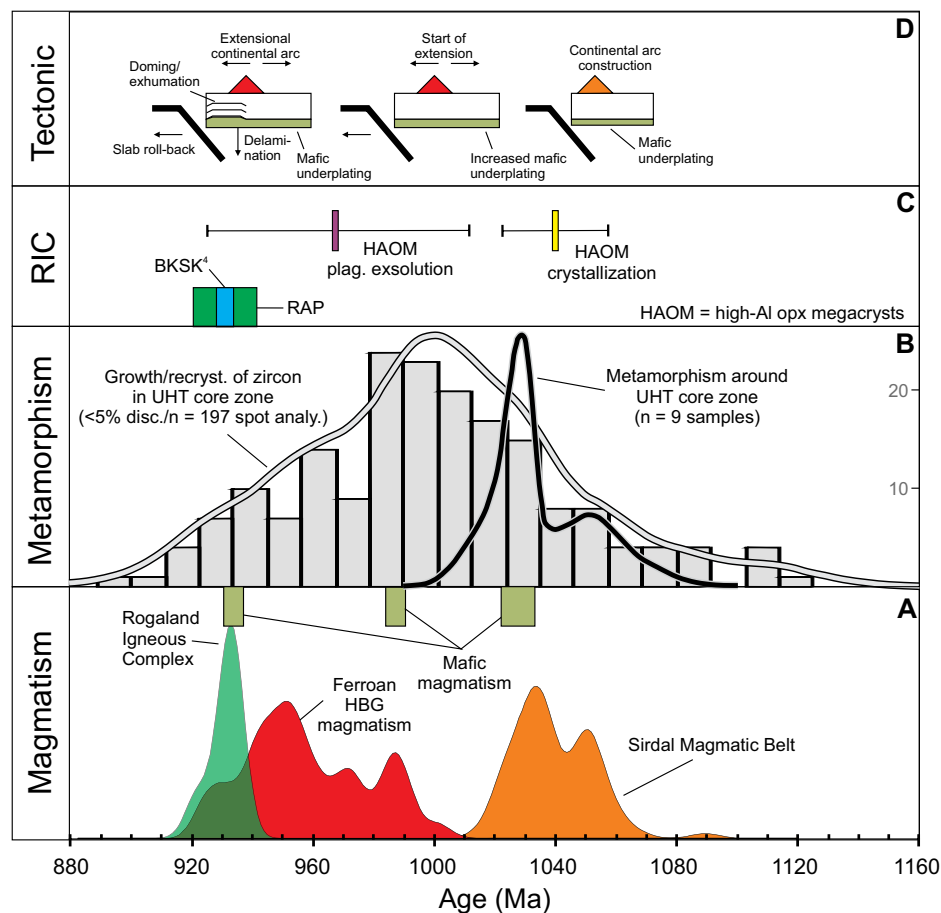 D
Tectonic
Extensional
continental arc
Doming/
exhumation
Slab roll-back
Delami-
nation
Mafic
underplating
Start of
extension
Increased mafic
underplating
Continental arc
construction
Mafic
underplating
C
RIC
HAOM
plag. exsolution
HAOM
crystallization
BKSK⁴
RAP
HAOM = high-Al opx megacrysts
B
Metamorphism
Growth/recryst. of zircon
in UHT core zone
(<5% disc./n = 197 spot analy.)
Metamorphism around
UHT core zone
(n = 9 samples)
20
10
A
Magmatism
Rogaland
Igneous
Complex
Mafic
magmatism
Ferroan
HBG
magmatism
Sirdal Magmatic Belt
880 920 960 1000 1040 1080 1120 1160
Age (Ma)